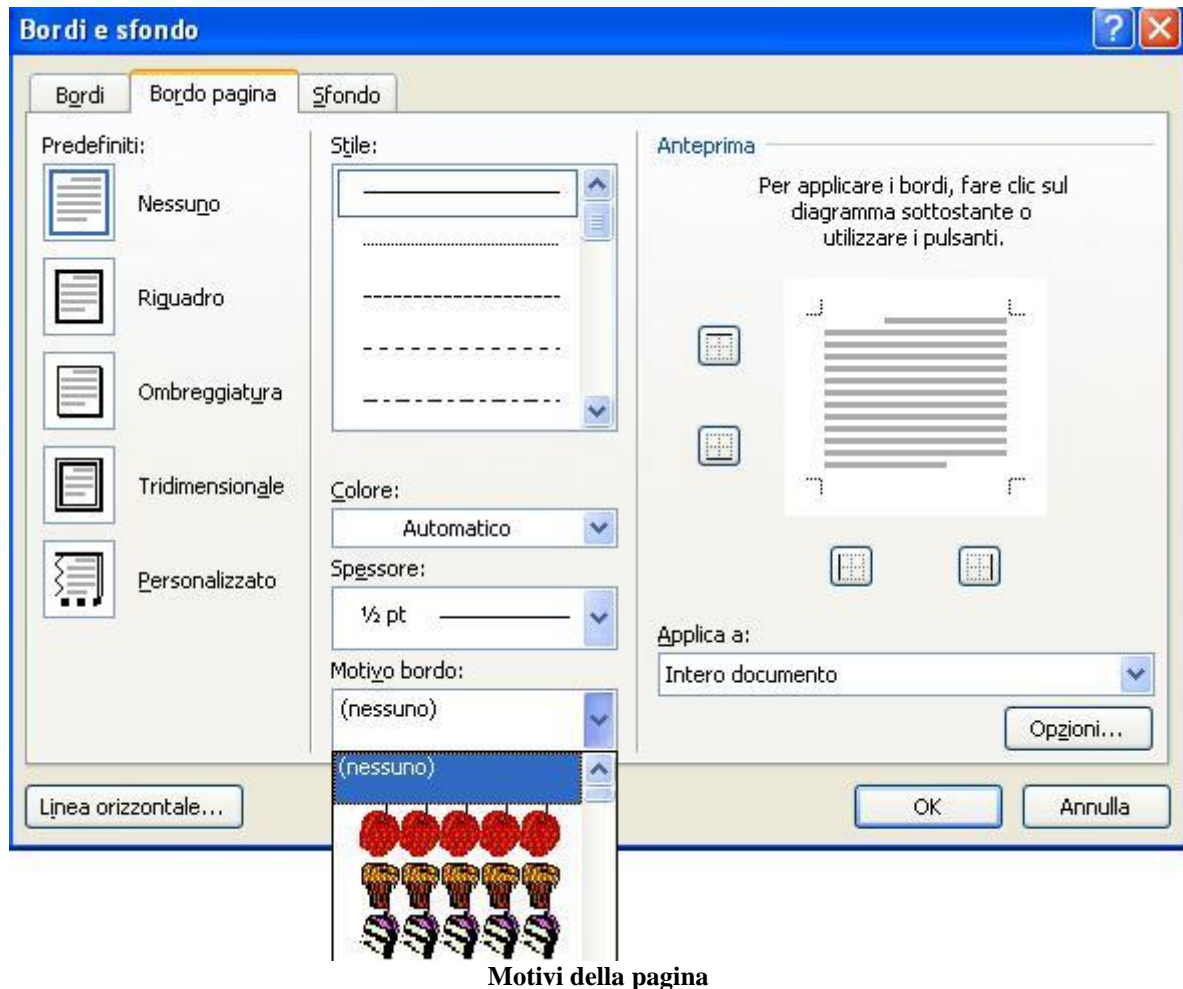 Bordi e sfondo
Bordi
Bordo pagina
Sfondo
Predefiniti:
Nessuno
Riquadro
Ombreggiatura
Tridimensionale
Personalizzato
Stile:
Colore:
Automatico
Spessore:
½ pt
Motivo bordo:
(nessuno)
(nessuno)
Anteprima
Per applicare i bordi, fare clic sul
diagramma sottostante o
utilizzare i pulsanti.
Applica a:
Intero documento
Opzioni...
Linea orizzontale...
OK
Annulla
Motivi della pagina